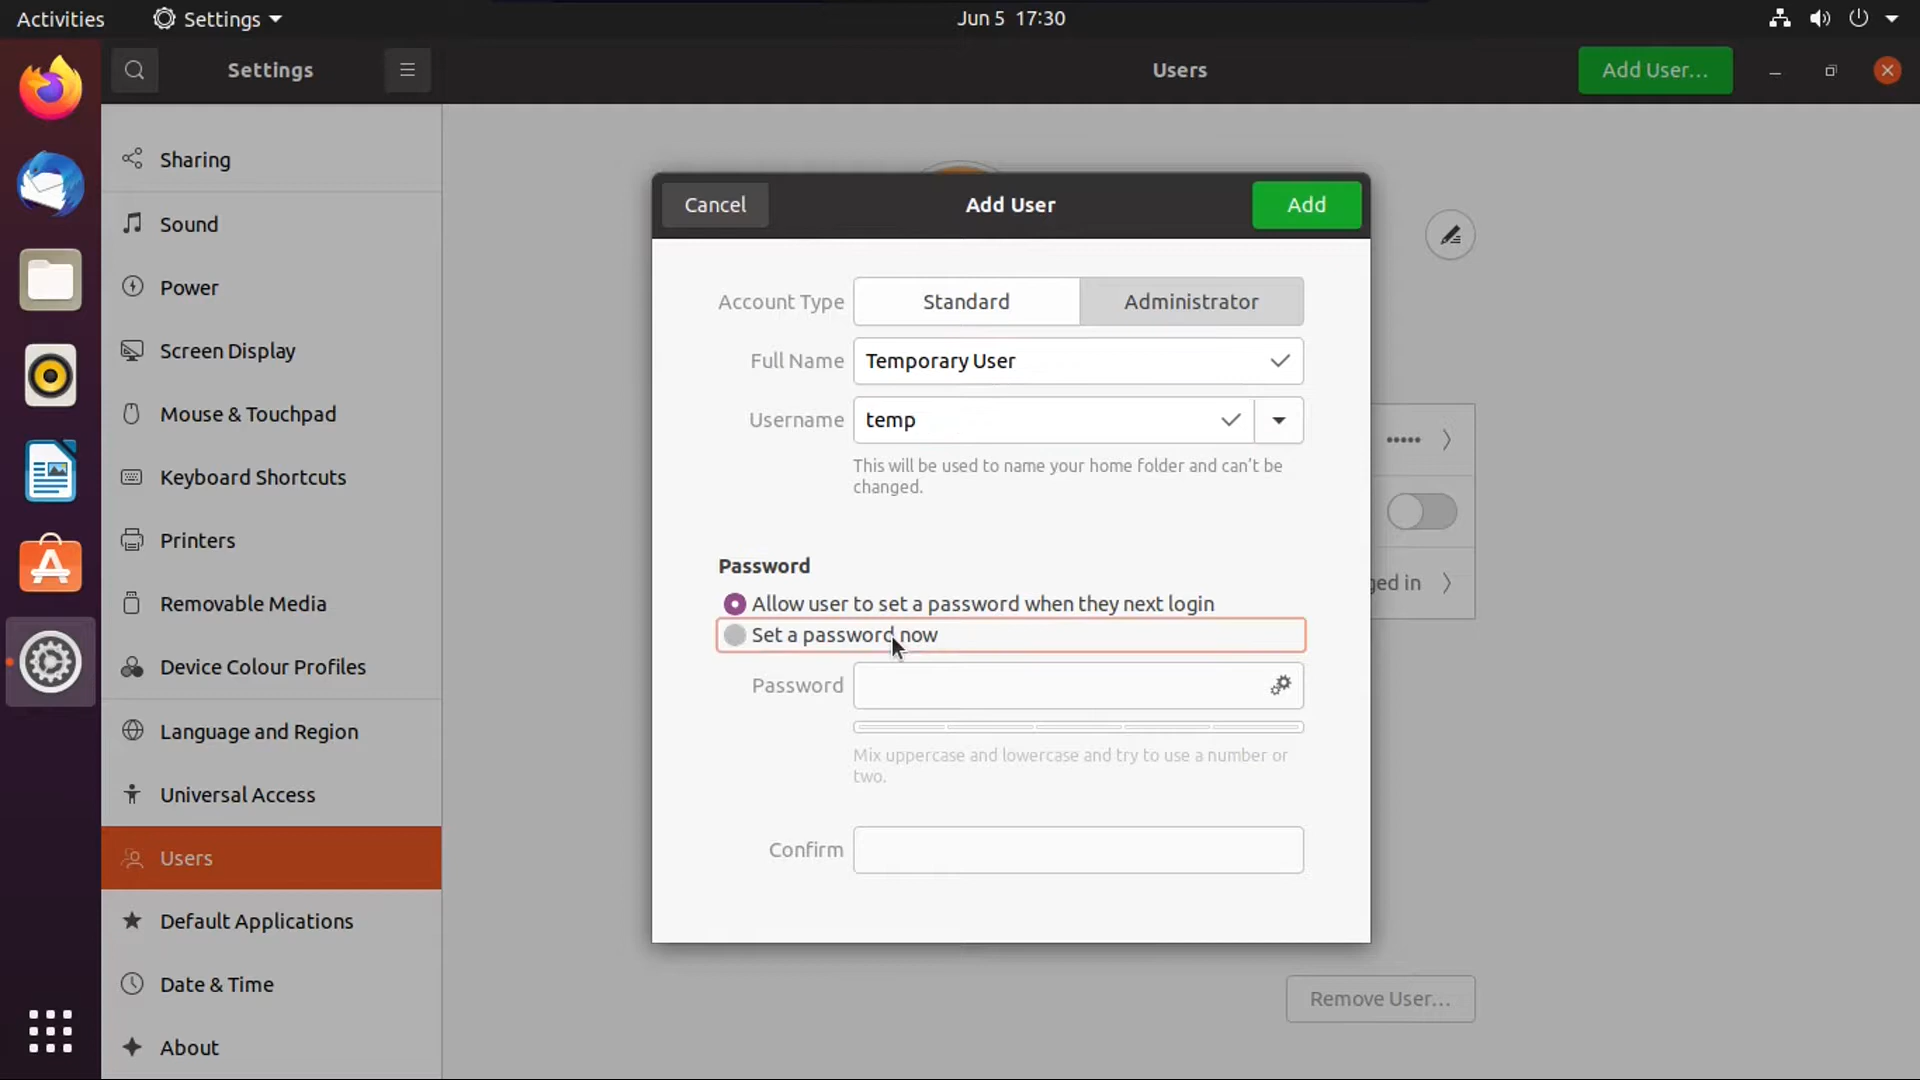 Activities
Settings
Jun 5 17:30
Settings
Users
Add User...
Sharing
Sound
Power
Screen Display
Mouse & Touchpad
Keyboard Shortcuts
Printers
Removable Media
Device Colour Profiles
Language and Region
Universal Access
Users
Default Applications
Date & Time
About
Cancel
Add User
Add
Account Type
Standard
Administrator
Full Name
Temporary User
Username
temp
This will be used to name your home folder and can't be
changed.
Password
Allow user to set a password when they next login
Set a password now
Password
Mix uppercase and lowercase and try to use a number or
two.
Confirm
•••••
ged in
Remove User...